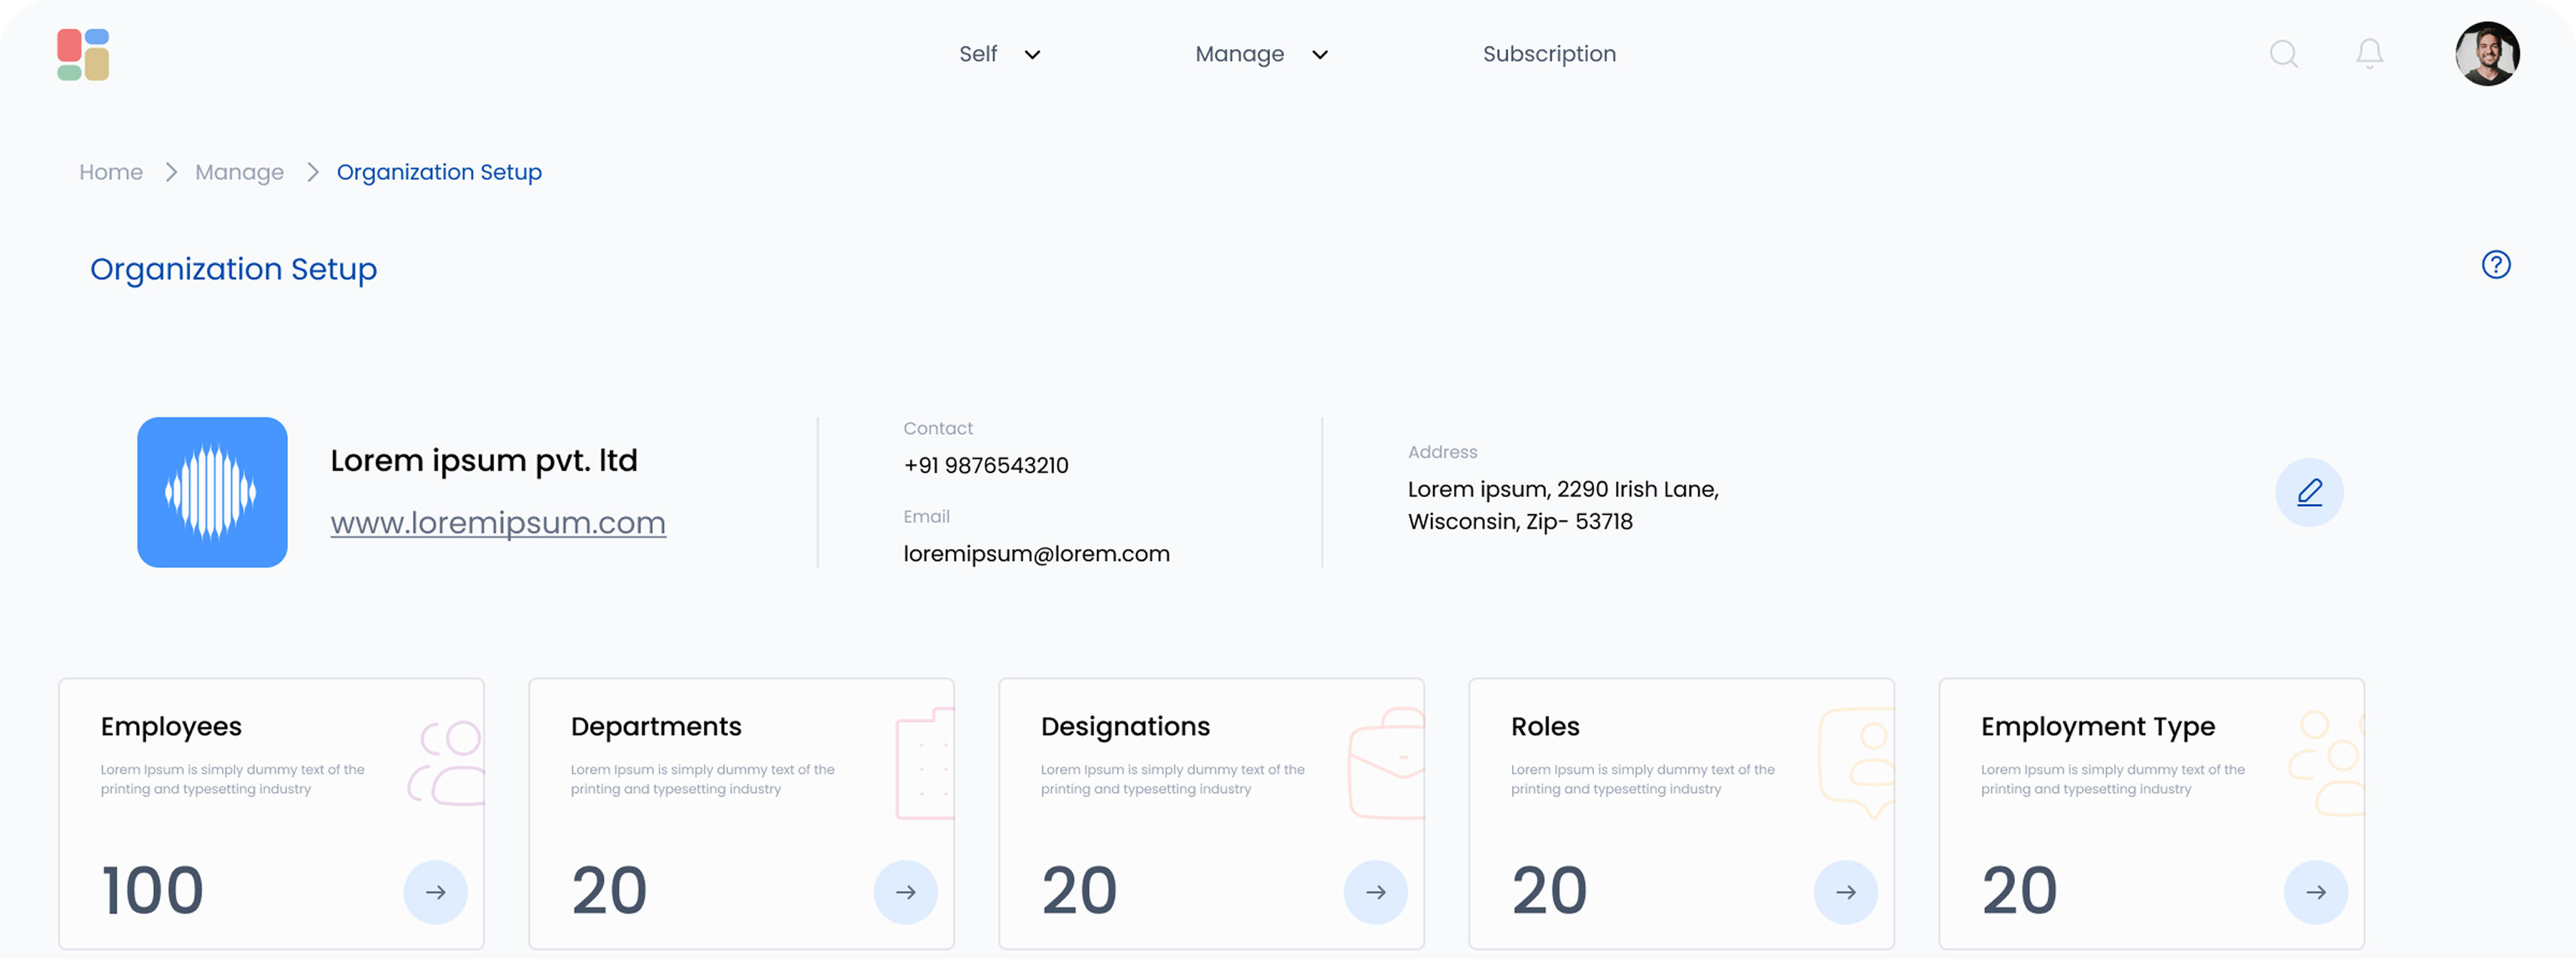 Self
Manage
Subscription
Home
Manage
Organization Setup
Organization Setup
Lorem ipsum pvt. ltd
www.loremipsum.com
Contact
+91 9876543210
Email
loremipsum@lorem.com
Address
Lorem ipsum, 2290 Irish Lane,
Wisconsin, Zip- 53718
Employees
Lorem Ipsum is simply dummy text of the
printing and typesetting industry
100
Departments
Lorem Ipsum is simply dummy text of the
printing and typesetting industry
20
Designations
Lorem Ipsum is simply dummy text of the
printing and typesetting industry
20
Roles
Lorem Ipsum is simply dummy text of the
printing and typesetting industry
20
Employment Type
Lorem Ipsum is simply dummy text of the
printing and typesetting industry
20